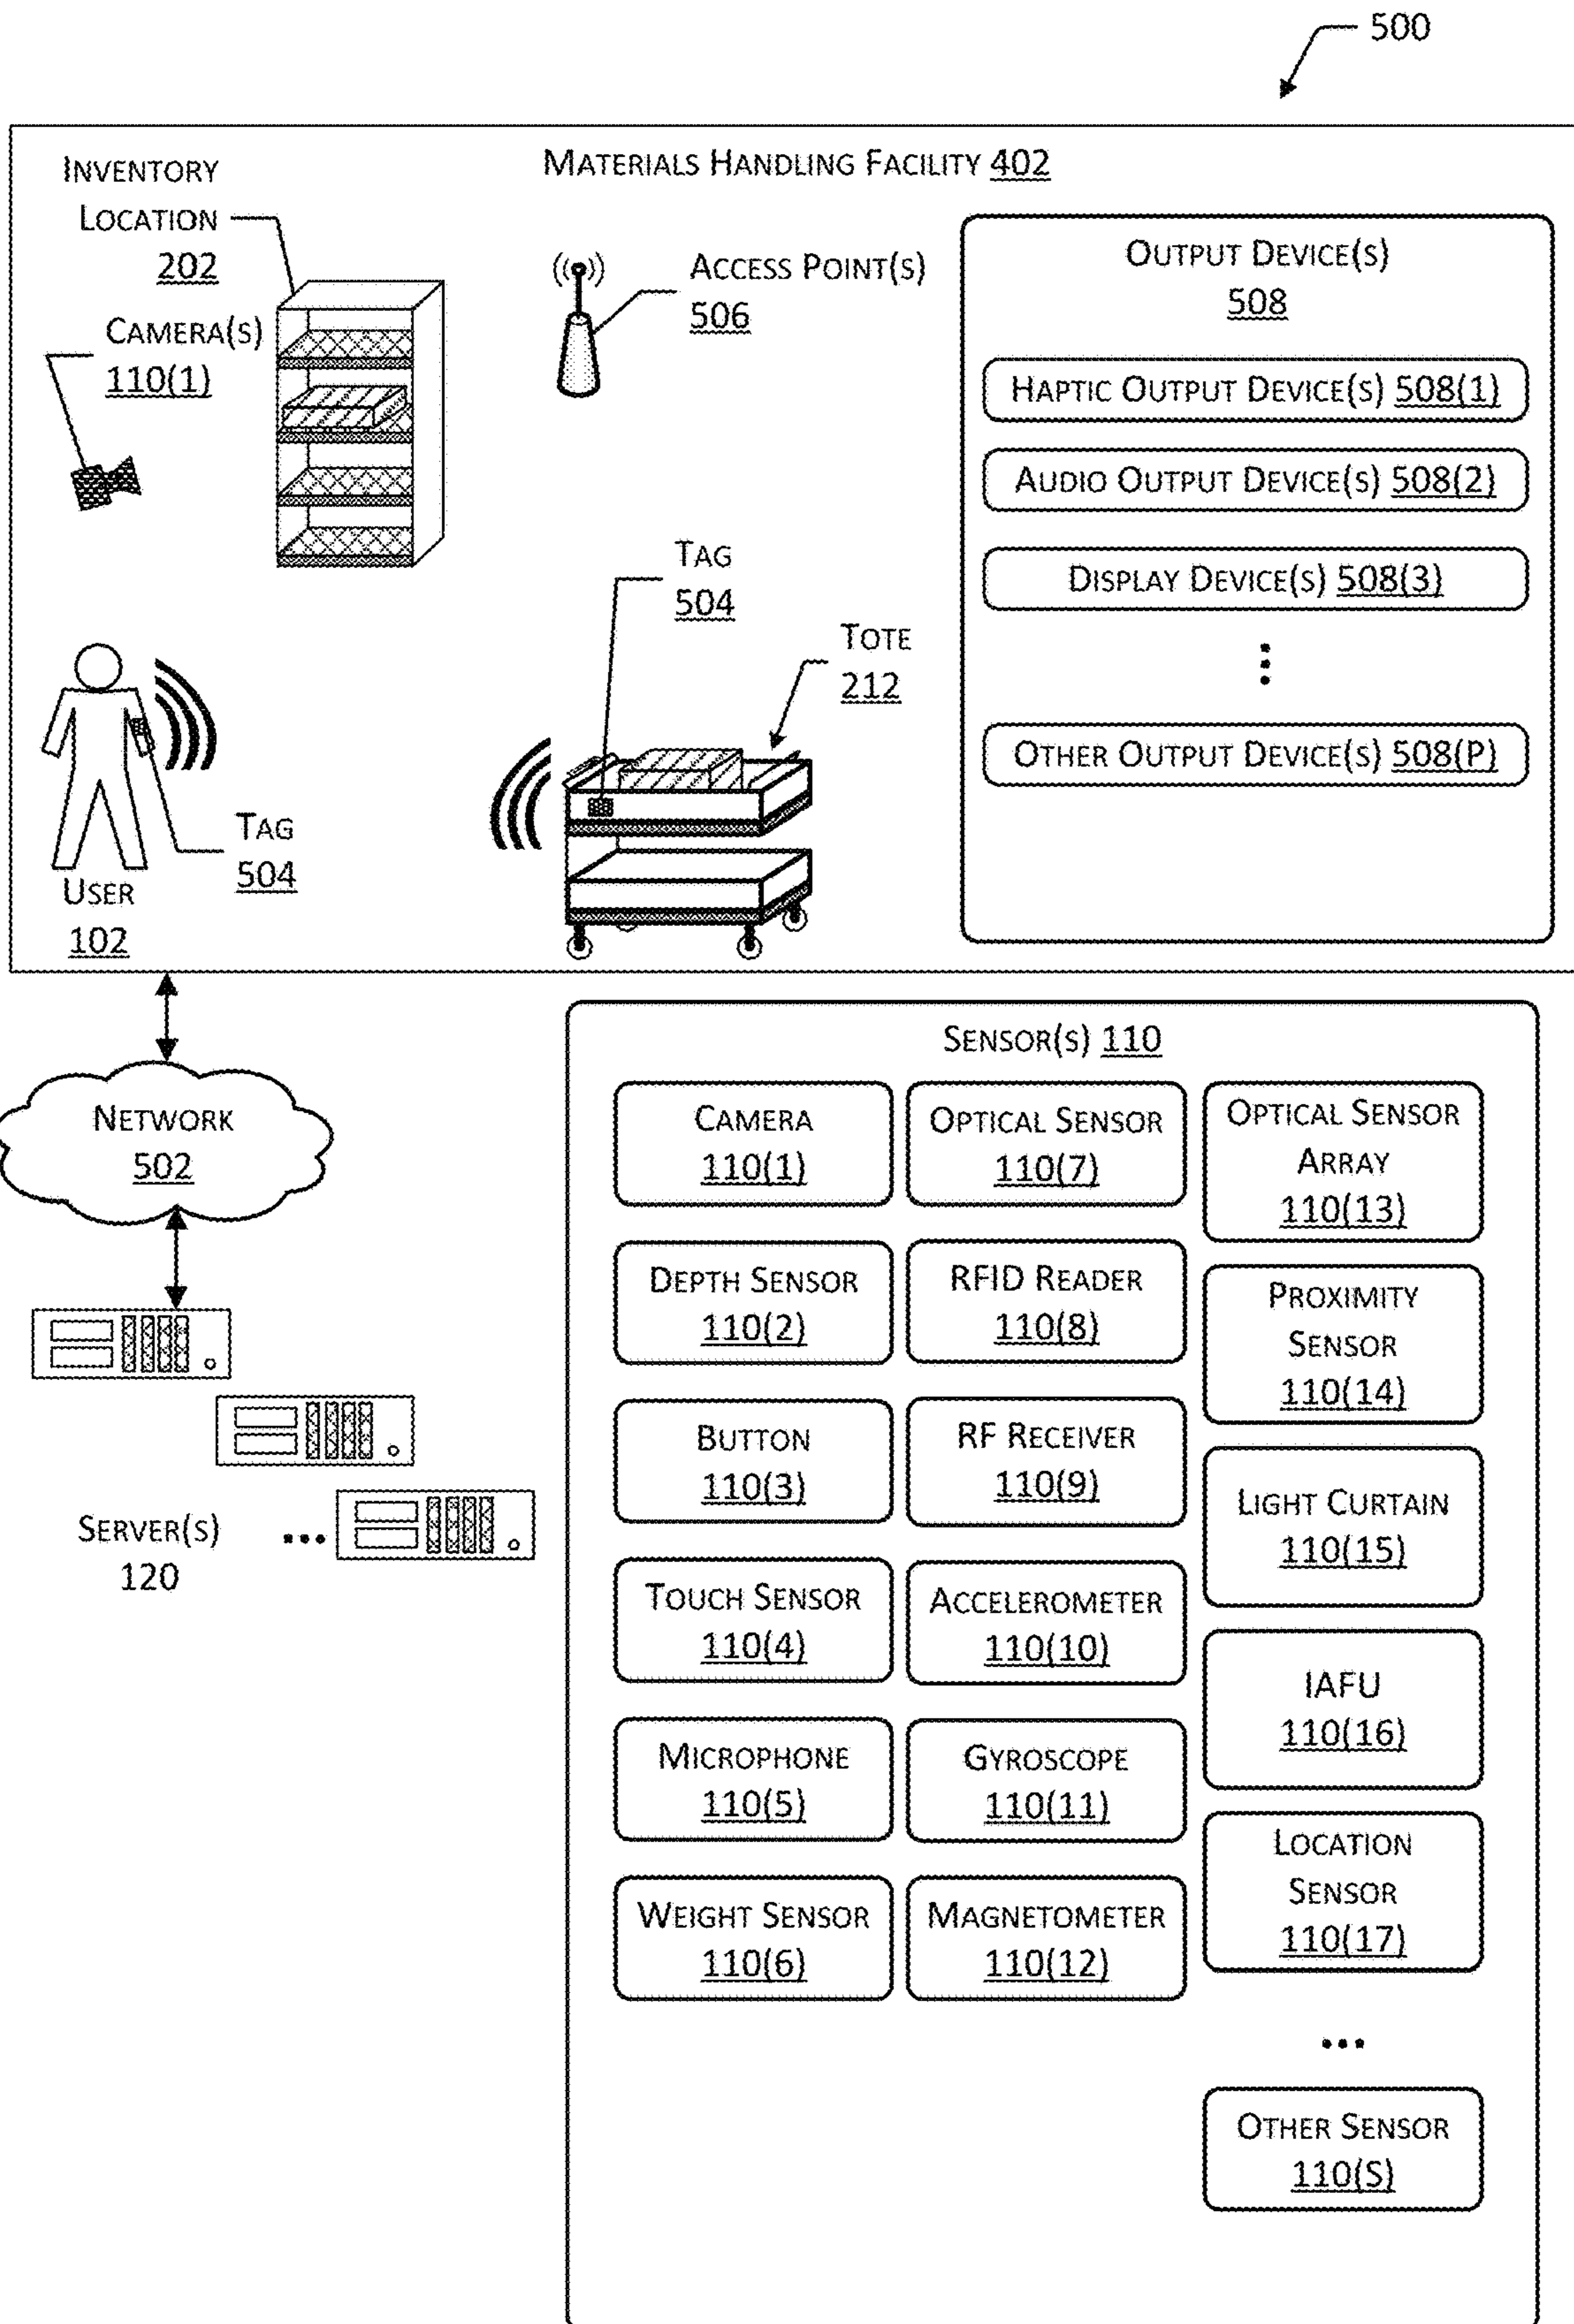 500
INVENTORY
LOCATION
202
MATERIALS HANDLING FACILITY 402
CAMERA(S)
110(1)
ACCESS POINT(S)
506
OUTPUT DEVICE(S)
508
HAPTIC OUTPUT DEVICE(S) 508(1)
AUDIO OUTPUT DEVICE(S) 508(2)
DISPLAY DEVICE(S) 508(3)
⋮
OTHER OUTPUT DEVICE(S) 508(P)
TAG
504
TOTE
212
TAG
504
USER
102
NETWORK
502
SERVER(S)
120
...
SENSOR(S) 110
CAMERA
110(1)
DEPTH SENSOR
110(2)
BUTTON
110(3)
TOUCH SENSOR
110(4)
MICROPHONE
110(5)
WEIGHT SENSOR
110(6)
OPTICAL SENSOR
110(7)
RFID READER
110(8)
RF RECEIVER
110(9)
ACCELEROMETER
110(10)
GYROSCOPE
110(11)
MAGNETOMETER
110(12)
OPTICAL SENSOR
ARRAY
110(13)
PROXIMITY
SENSOR
110(14)
LIGHT CURTAIN
110(15)
IAFU
110(16)
LOCATION
SENSOR
110(17)
...
OTHER SENSOR
110(S)